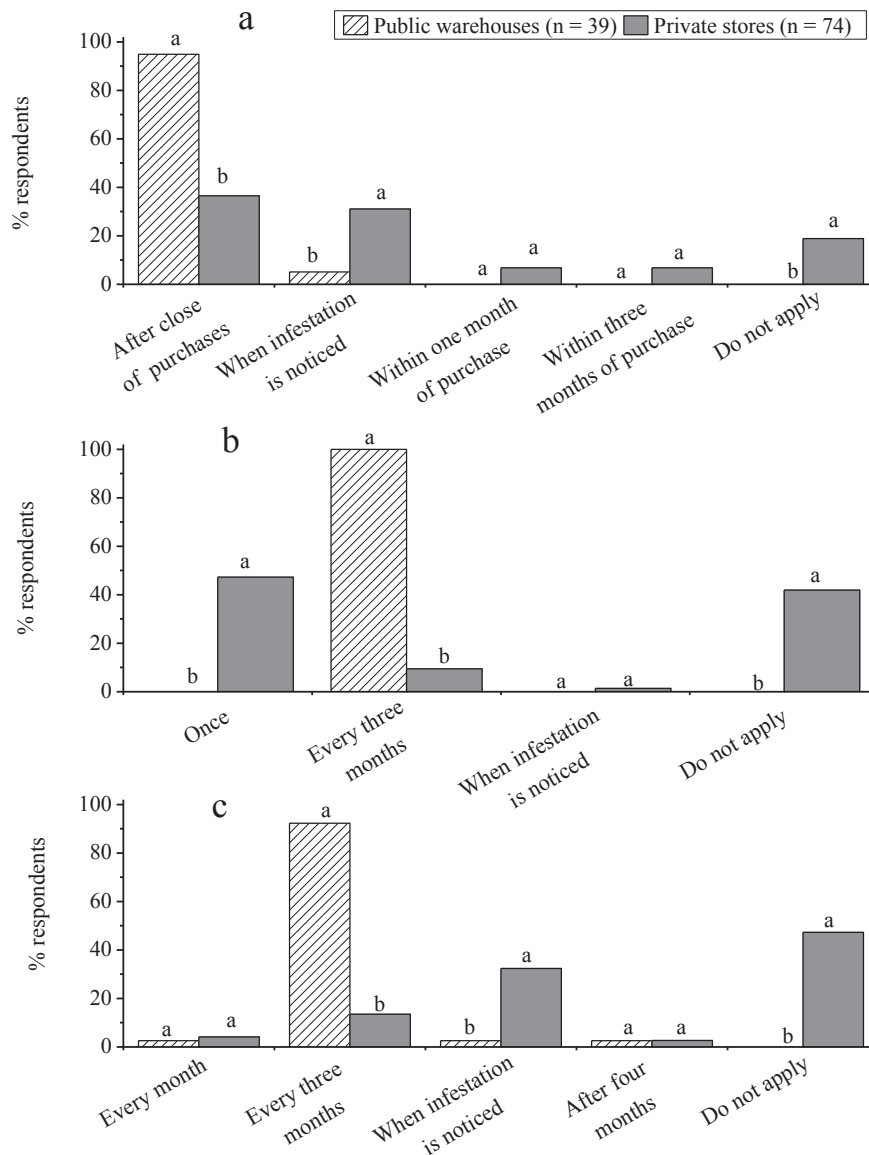 a
Public warehouses (n = 39) Private stores (n = 74)
% respondents
100
80
60
40
20
0
a
b
b
a
a
a
a
a
b
a
After close
of purchases
When infestation
is noticed
Within one month
of purchase
Within three
months of purchase
Do not apply
b
% respondents
100
80
60
40
20
0
b
a
a
b
a
a
b
a
Once
Every three
months
When infestation
is noticed
Do not apply
c
% respondents
100
80
60
40
20
0
a
a
a
b
b
a
a
a
b
a
Every month
Every three
months
When infestation
is noticed
After four
months
Do not apply